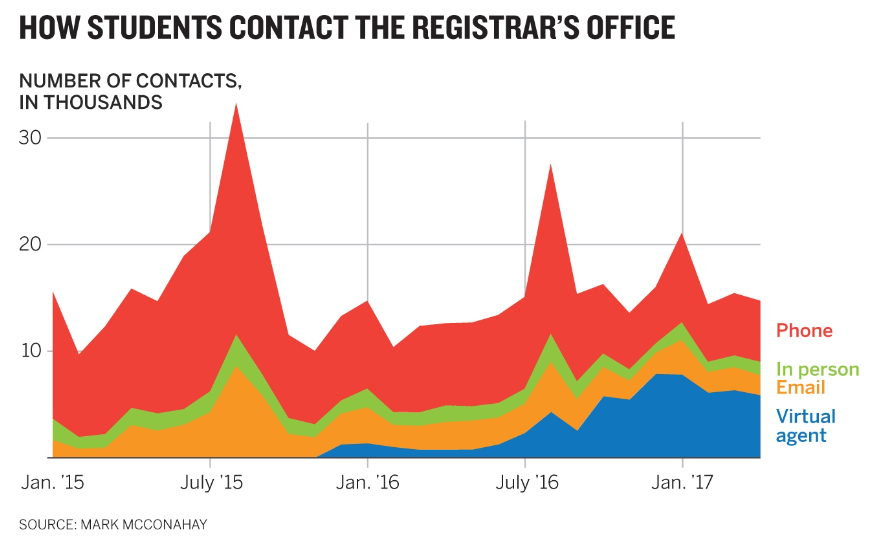 HOW STUDENTS CONTACT THE REGISTRAR’S OFFICE
NUMBER OF CONTACTS,
IN THOUSANDS
30
20
10
Phone
In person
Email
Virtual
agent
Jan. ’15
July ’15
Jan. ’16
July ’16
Jan. ’17
SOURCE: MARK MCCONAHAY